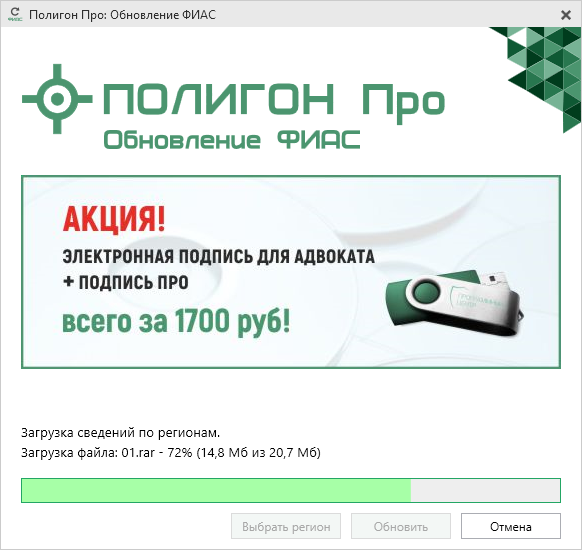 ФИАС
Полигон Про: Обновление ФИАС
ПОЛИГОН Про
Обновление ФИАС
АКЦИЯ!
ЭЛЕКТРОННАЯ ПОДПИСЬ ДЛЯ АДВОКАТА
+ ПОДПИСЬ ПРО
всего за 1700 руб!
Загрузка сведений по регионам.
Загрузка файла: 01.rar - 72% (14,8 Мб из 20,7 Мб)
Выбрать регион
Обновить
Отмена